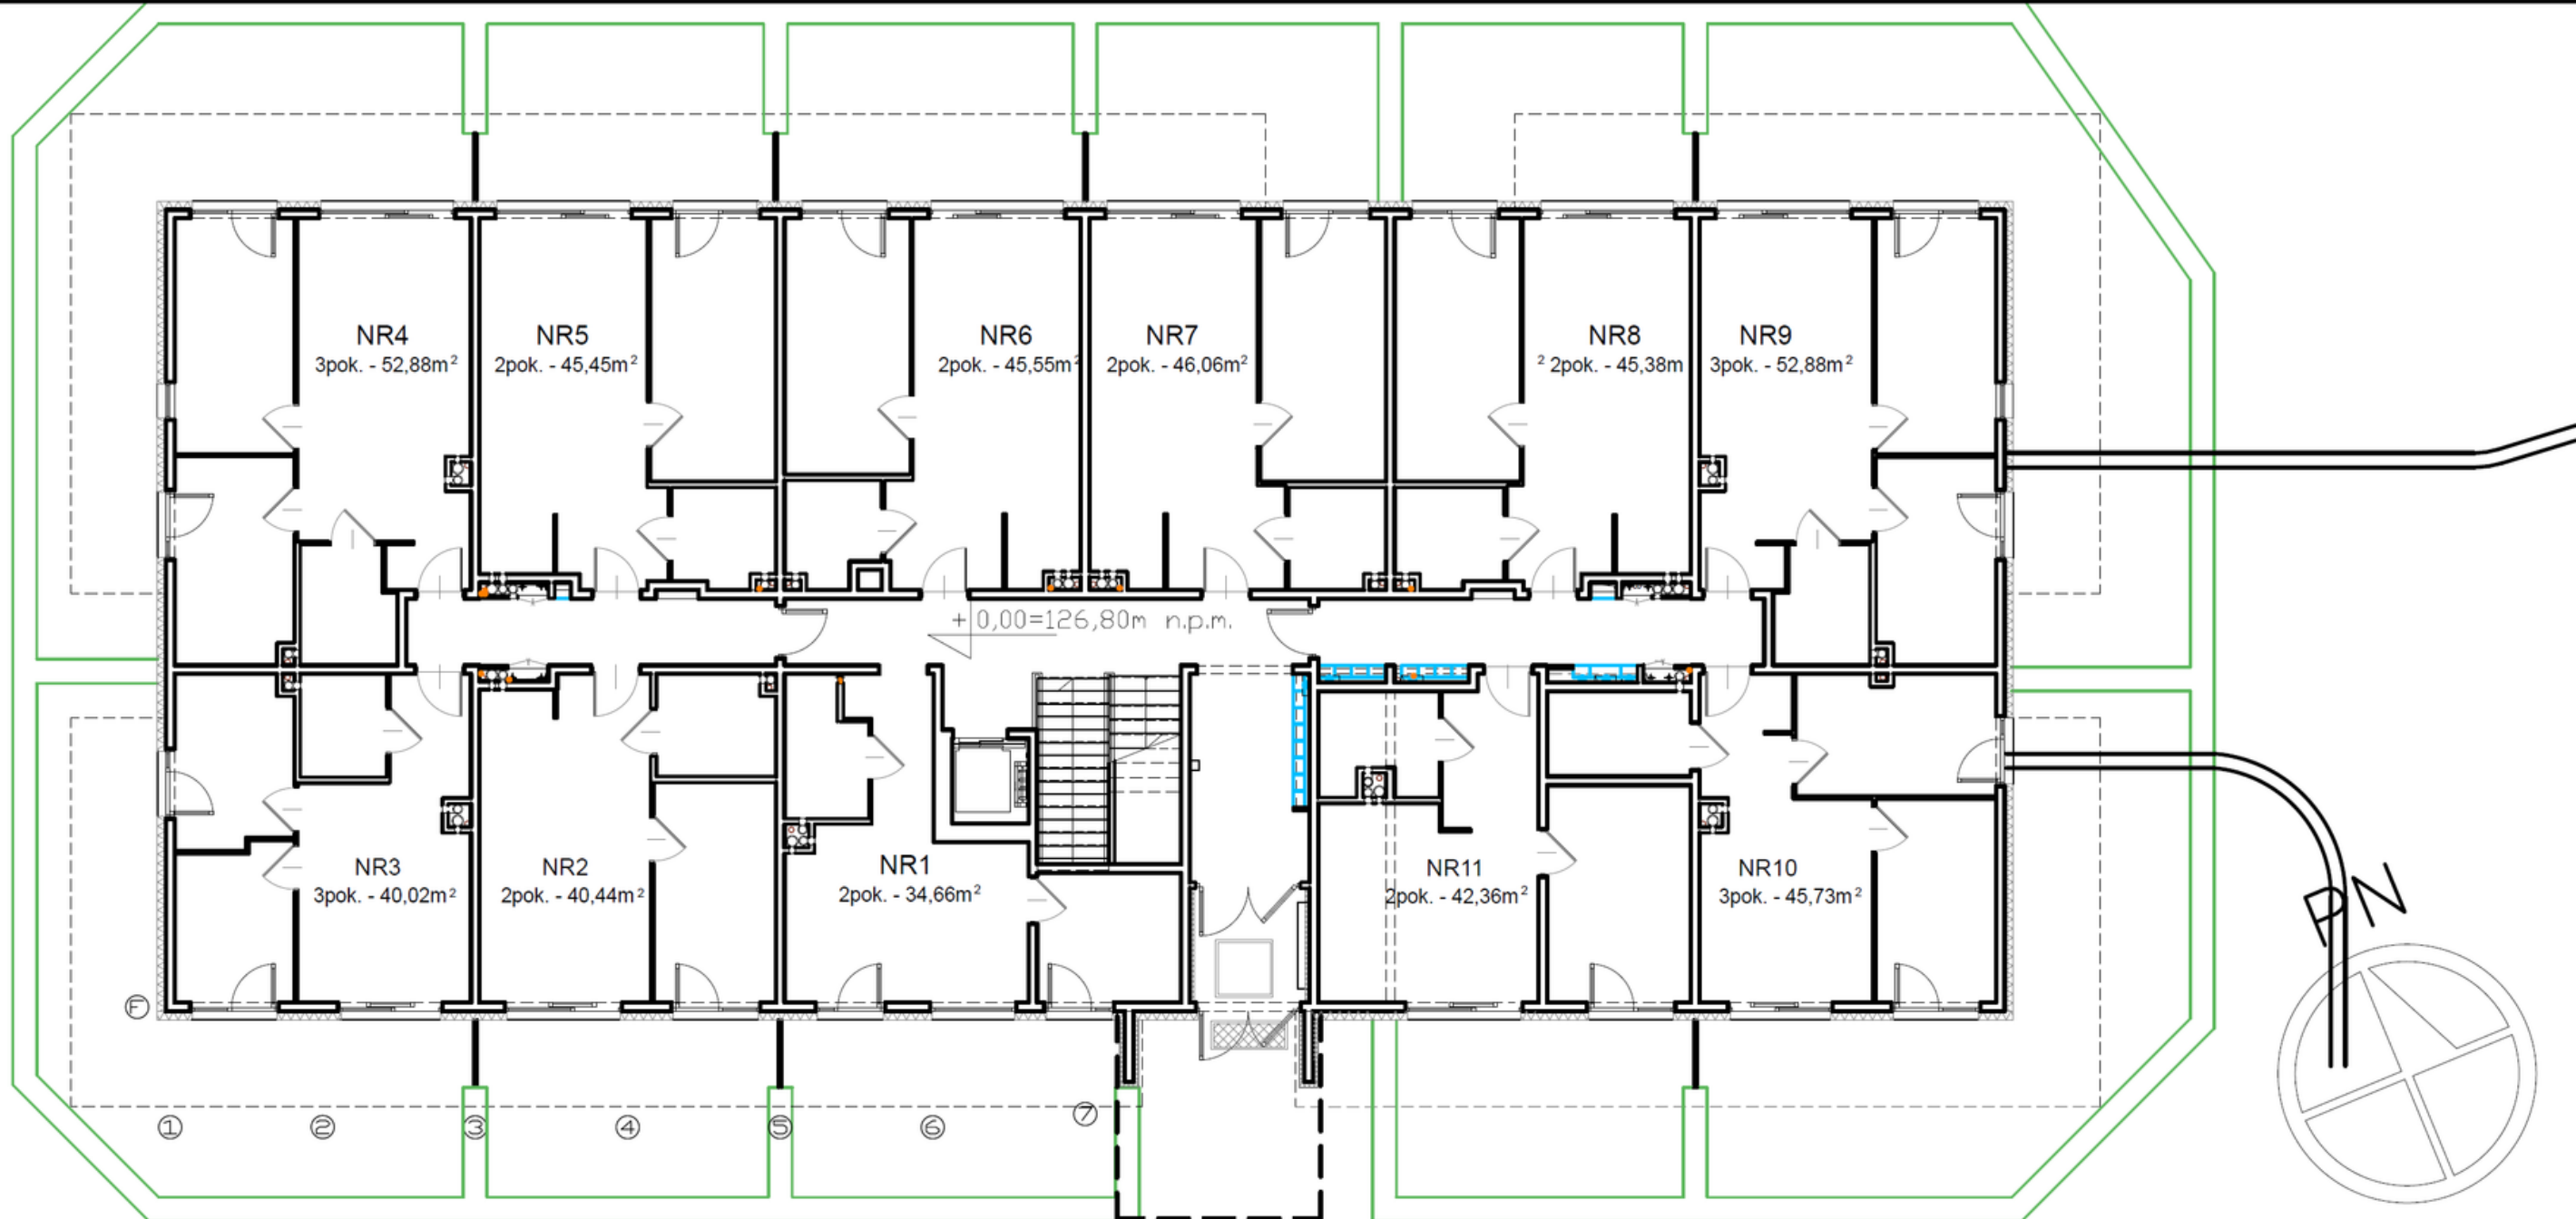 NR4
3pok. - 52,88m²
NR5
2pok. - 45,45m²
NR6
2pok. - 45,55m²
NR7
2pok. - 46,06m²
NR8
² 2pok. - 45,38m
NR9
3pok. - 52,88m²
+ 0,00=126,80m n.p.m.
NR3
3pok. - 40,02m²
NR2
2pok. - 40,44m²
NR1
2pok. - 34,66m²
NR11
2pok. - 42,36m²
NR10
3pok. - 45,73m²
PN
F
1 2 3 4 5 6 7